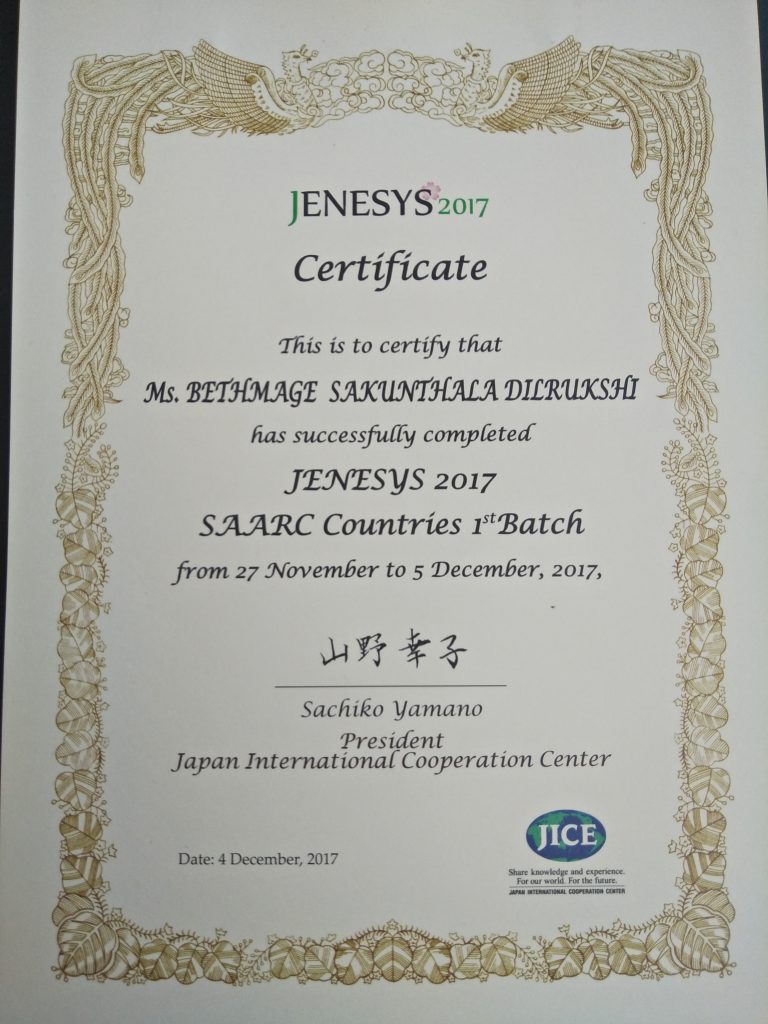 JENESYS 2017
Certificate
This is to certify that
Ms. BETHMAGE SAKUNTHALA DILRUKSHI
has successfully completed
JENESYS 2017
SAARC Countries 1st Batch
from 27 November to 5 December, 2017,
山野 幸子
Sachiko Yamano
President
Japan International Cooperation Center
JICE
Date: 4 December, 2017
Share knowledge and experience.
For our world. For the future.
JAPAN INTERNATIONAL COOPERATION CENTER